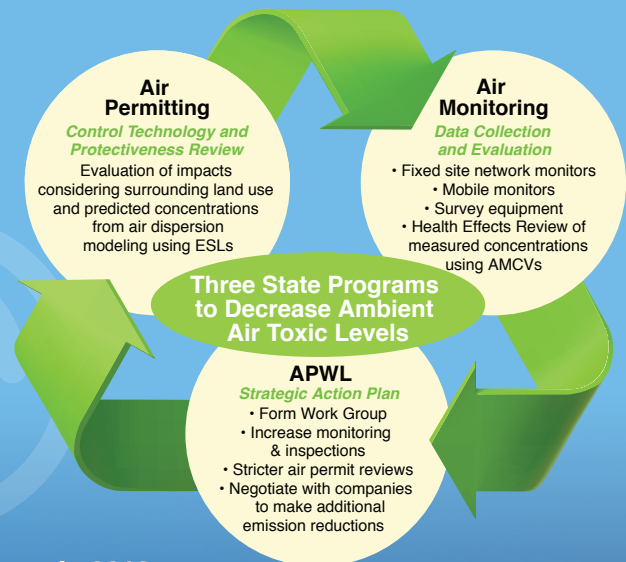 Air
Permitting
Control Technology and
Protectiveness Review
Evaluation of impacts
considering surrounding land use
and predicted concentrations
from air dispersion
modeling using ESLs
Air
Monitoring
Data Collection
and Evaluation
• Fixed site network monitors
• Mobile monitors
• Survey equipment
• Health Effects Review of
measured concentrations
using AMCVs
Three State Programs
to Decrease Ambient
Air Toxic Levels
APWL
Strategic Action Plan
• Form Work Group
• Increase monitoring
& inspections
• Stricter air permit reviews
• Negotiate with companies
to make additional
emission reductions